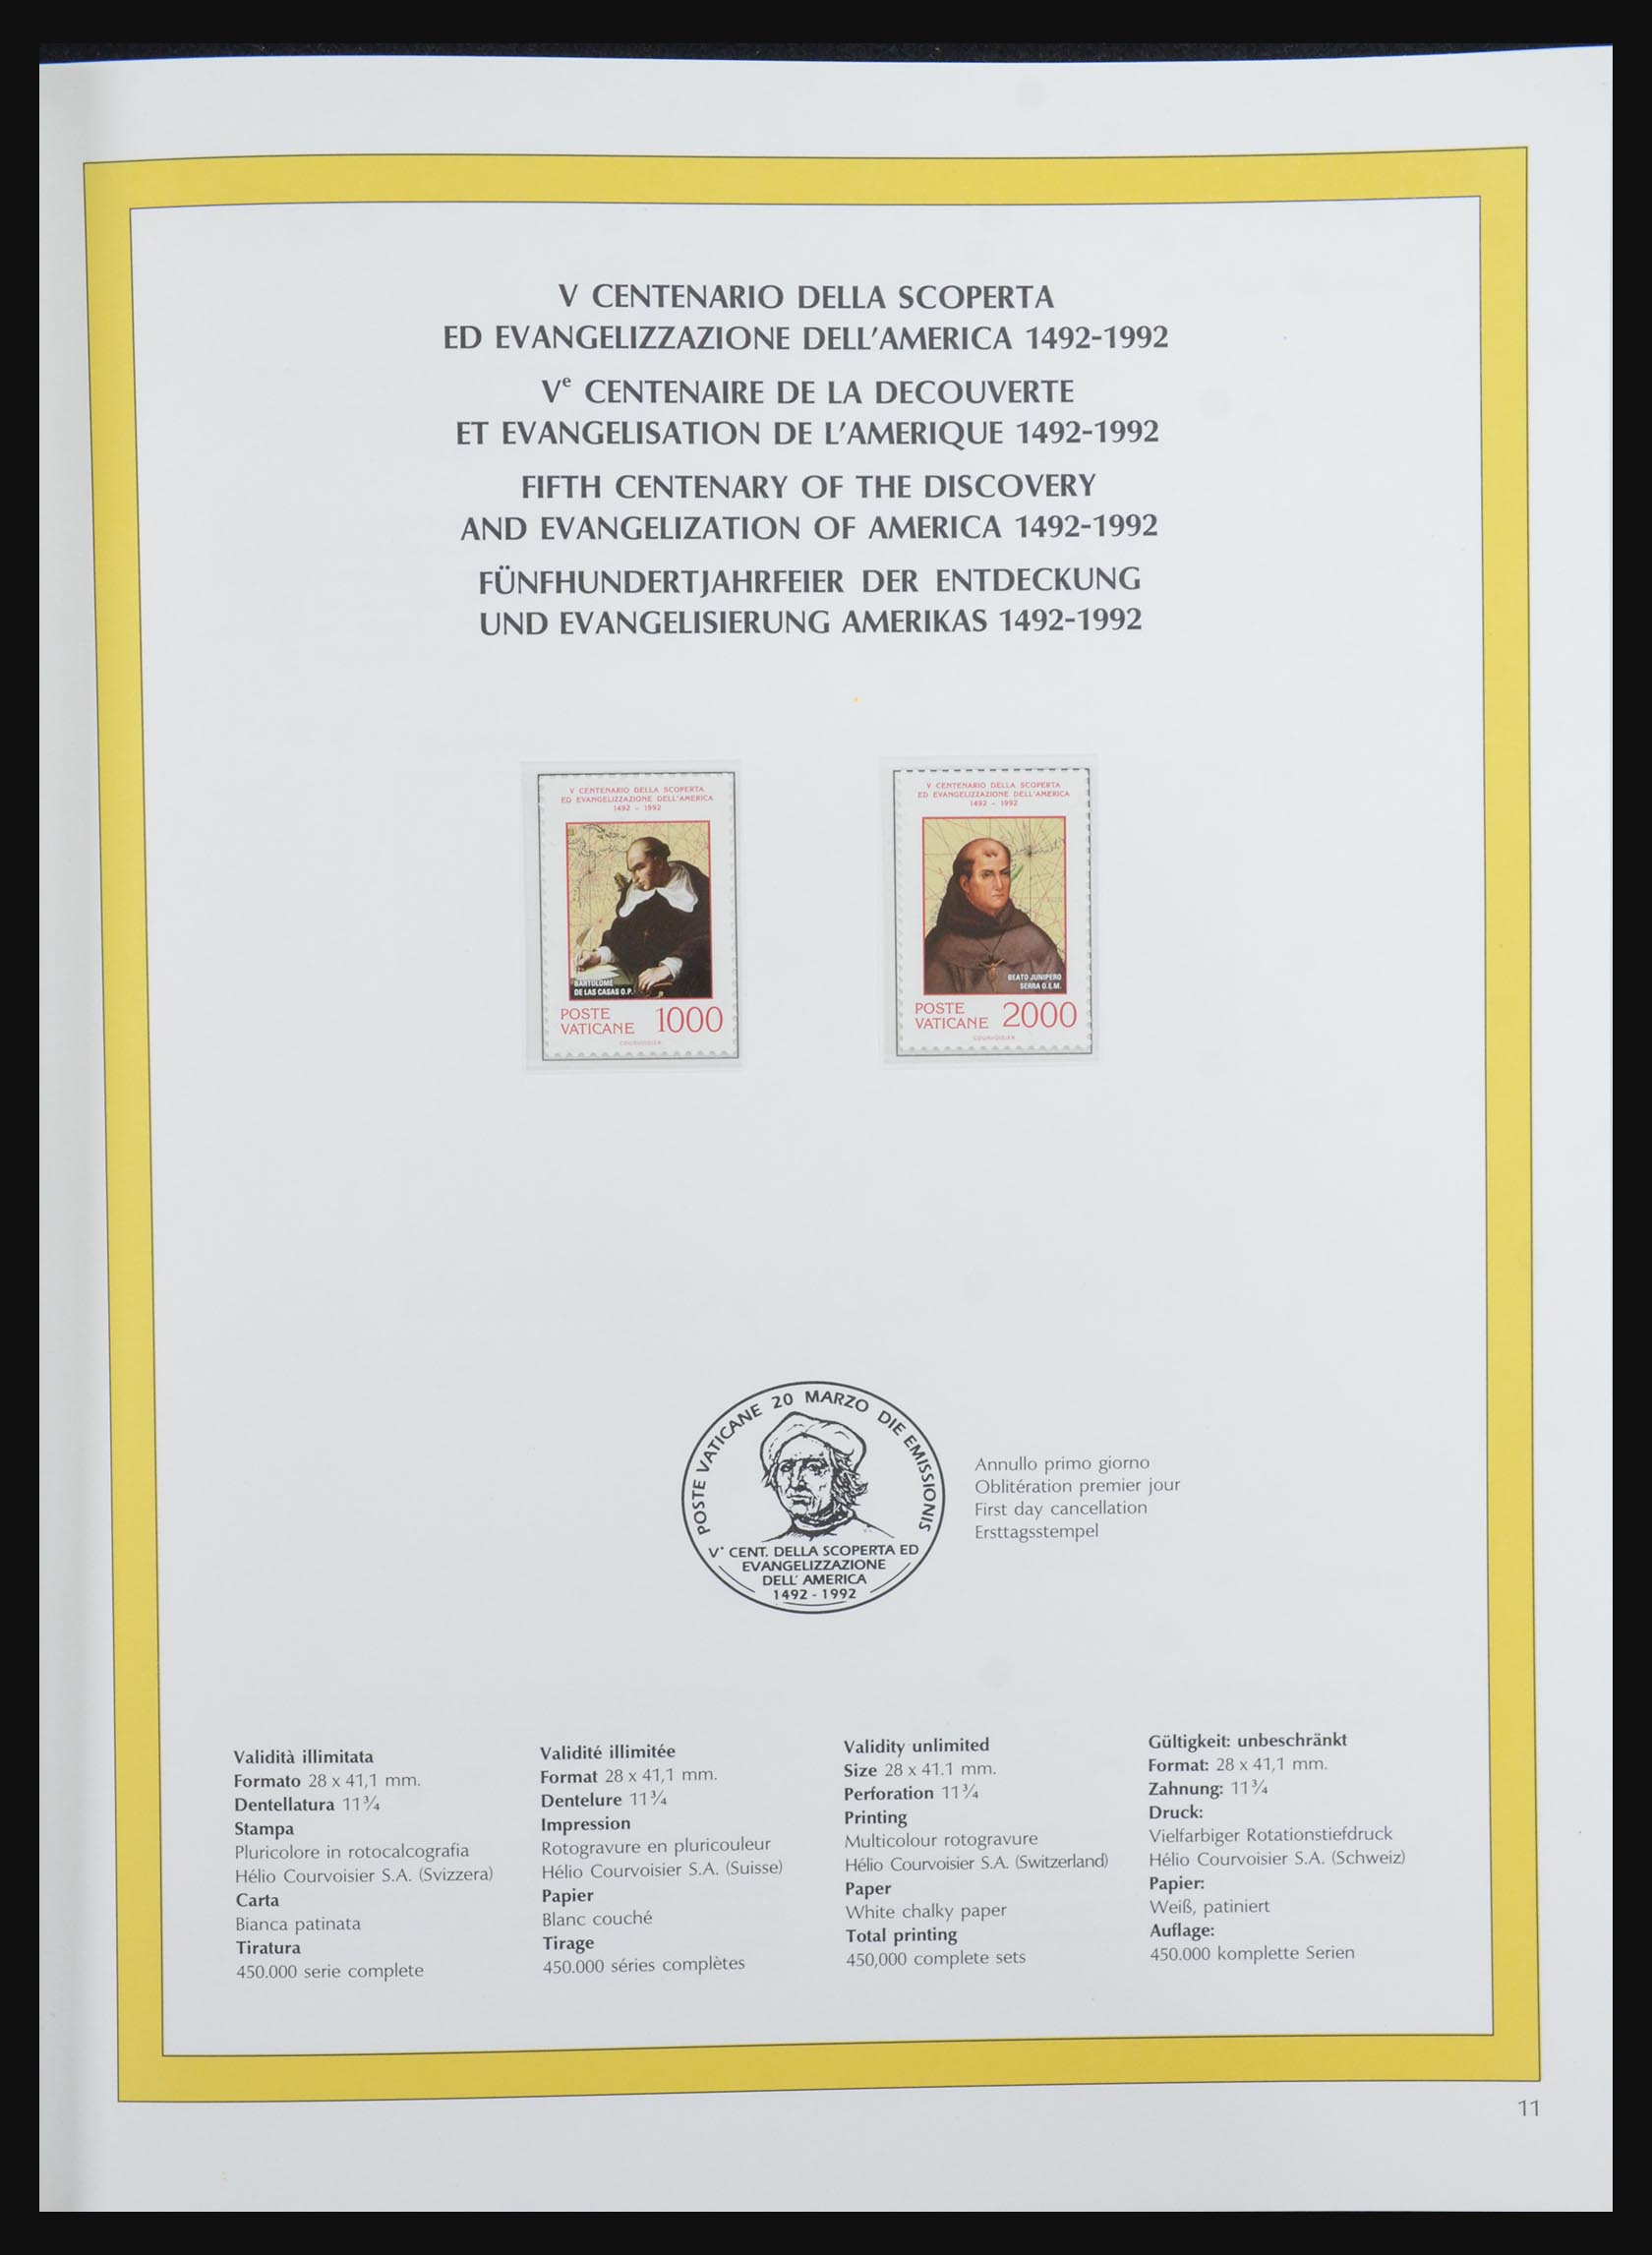 V CENTENARIO DELLA SCOPERTA
ED EVANGELIZZAZIONE DELL'AMERICA 1492-1992
Ve CENTENAIRE DE LA DECOUVERTE
ET EVANGELISATION DE L'AMERIQUE 1492-1992
FIFTH CENTENARY OF THE DISCOVERY
AND EVANGELIZATION OF AMERICA 1492-1992
FÜNFHUNDERTJAHRFEIER DER ENTDECKUNG
UND EVANGELISIERUNG AMERIKAS 1492-1992
V CENTENARIO DELLA SCOPERTA
ED EVANGELIZZAZIONE DELL'AMERICA
1492 - 1992
BARTOLOMÉ
DE LAS CASAS O.P.
POSTE
VATICANE 1000
COURVOISIER
V CENTENARIO DELLA SCOPERTA
ED EVANGELIZZAZIONE DELL'AMERICA
1492 - 1992
BEATO JUNIPERO
SERRA O.F.M.
POSTE
VATICANE 2000
COURVOISIER
POSTE VATICANE 20 MARZO DIE EMISSIONIS
V° CENT. DELLA SCOPERTA ED
EVANGELIZZAZIONE
DELL' AMERICA
1492 - 1992
Annullo primo giorno
Oblitération premier jour
First day cancellation
Ersttagsstempel
Validità illimitata
Formato 28 x 41,1 mm.
Dentellatura 11¾
Stampa
Pluricolore in rotocalcografia
Hélio Courvoisier S.A. (Svizzera)
Carta
Bianca patinata
Tiratura
450.000 serie complete
Validité illimitée
Format 28 x 41,1 mm.
Dentelure 11¾
Impression
Rotogravure en pluricouleur
Hélio Courvoisier S.A. (Suisse)
Papier
Blanc couché
Tirage
450.000 séries complètes
Validity unlimited
Size 28 x 41.1 mm.
Perforation 11¾
Printing
Multicolour rotogravure
Hélio Courvoisier S.A. (Switzerland)
Paper
White chalky paper
Total printing
450,000 complete sets
Gültigkeit: unbeschränkt
Format: 28 x 41,1 mm.
Zahnung: 11¾
Druck:
Vielfarbiger Rotationstiefdruck
Hélio Courvoisier S.A. (Schweiz)
Papier:
Weiß, patiniert
Auflage:
450.000 komplette Serien
11